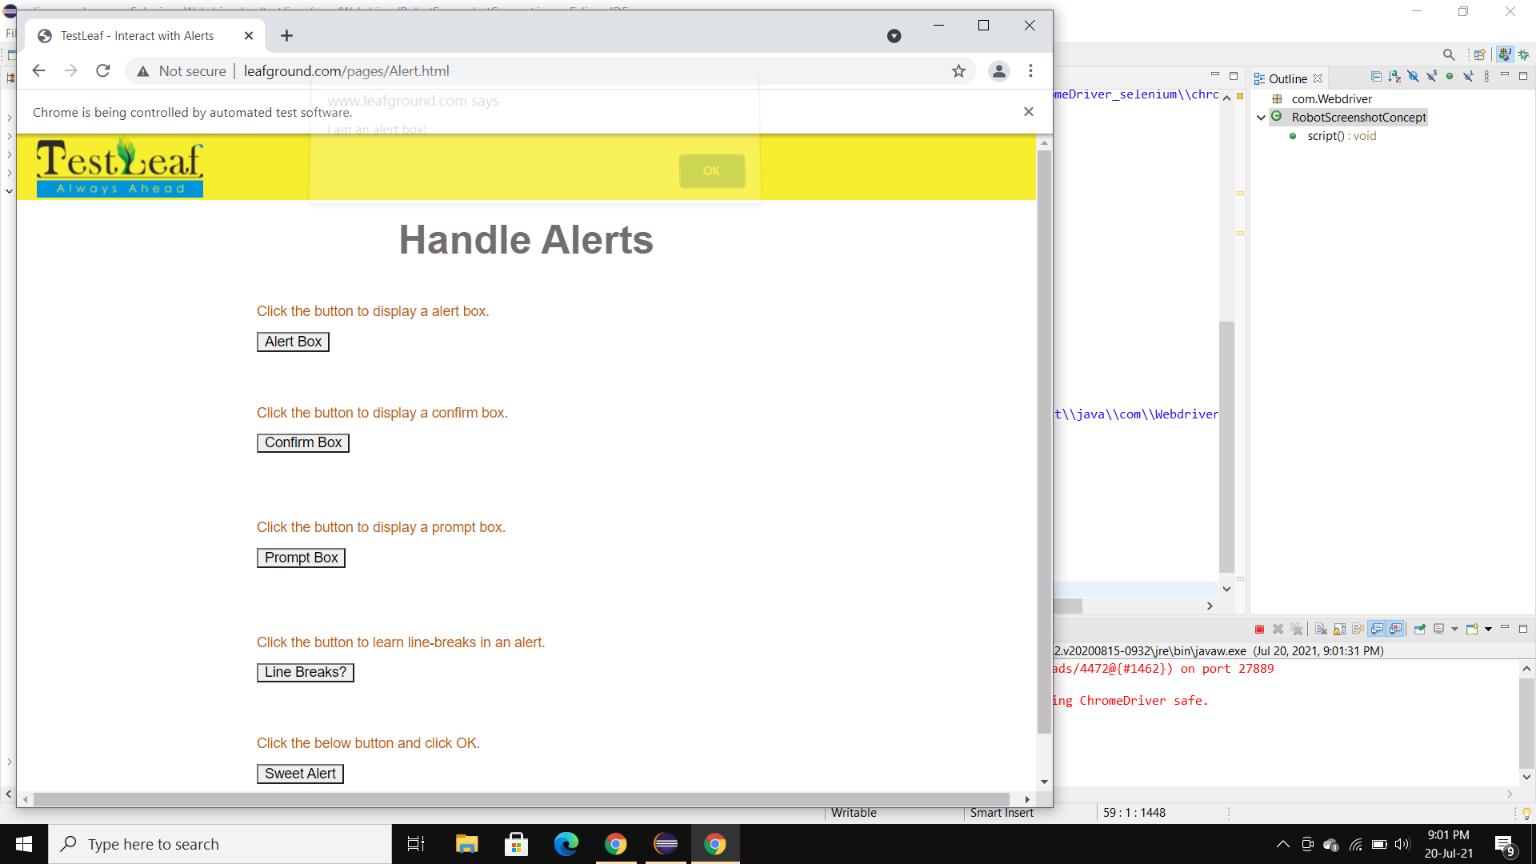 TestLeaf - Interact with Alerts
Not secure | leafground.com/pages/Alert.html
www.leafground.com says
Chrome is being controlled by automated test software.
I am an alert box!
OK
TestLeaf
Always Ahead
Handle Alerts
Click the button to display a alert box.
Alert Box
Click the button to display a confirm box.
Confirm Box
Click the button to display a prompt box.
Prompt Box
Click the button to learn line-breaks in an alert.
Line Breaks?
Click the below button and click OK.
Sweet Alert
meDriver_selenium\\chrc
t\\java\\com\\Webdriver
Outline
com.Webdriver
RobotScreenshotConcept
script() : void
2.v20200815-0932\jre\bin\javaw.exe (Jul 20, 2021, 9:01:31 PM)
ads/4472@{#1462}) on port 27889
ing ChromeDriver safe.
Writable
Smart Insert
59 : 1 : 1448
Type here to search
9:01 PM
20-Jul-21
9